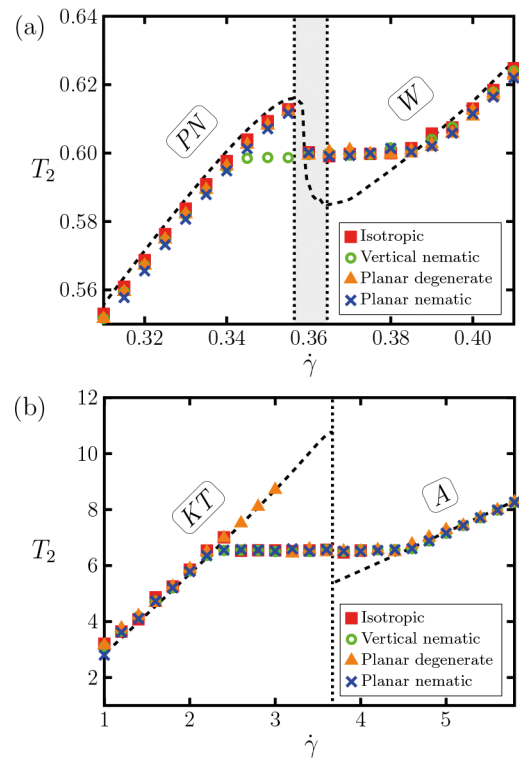 (a)
0.64
0.62
0.60
0.58
0.56
T2
PN
W
Isotropic
Vertical nematic
Planar degenerate
Planar nematic
0.32 0.34 0.36 0.38 0.40
γ̇
(b)
12
10
8
6
4
2
T2
KT
A
Isotropic
Vertical nematic
Planar degenerate
Planar nematic
1 2 3 4 5
γ̇